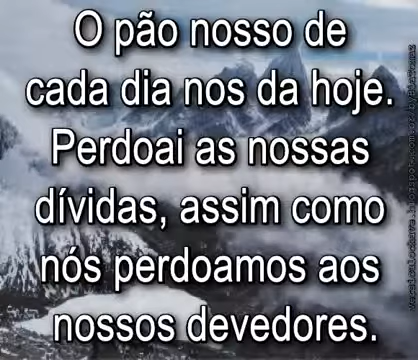 O pão nosso de
cada dia nos da hoje.
Perdoai as nossas
dívidas, assim como
nós perdoamos aos
nossos devedores.